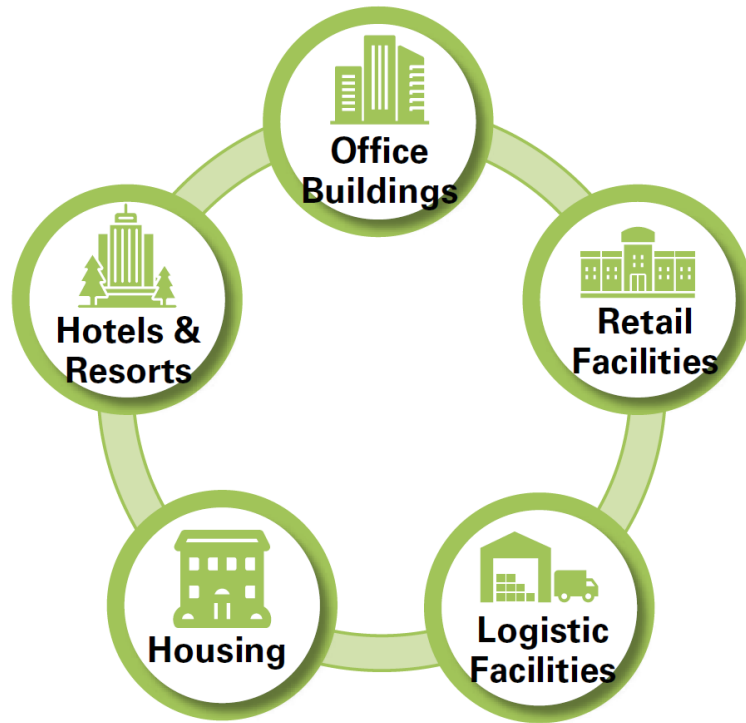 Office
Buildings
Retail
Facilities
Logistic
Facilities
Housing
Hotels &
Resorts